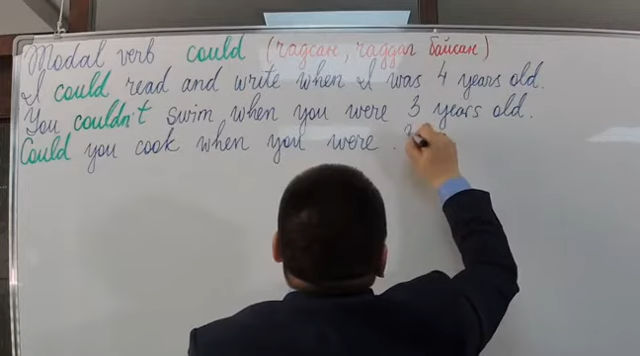 Modal verb could (чадсан, чаддаг байсан)
I could read and write when I was 4 years old.
You couldn't swim when you were 3 years old.
Could you cook when you were